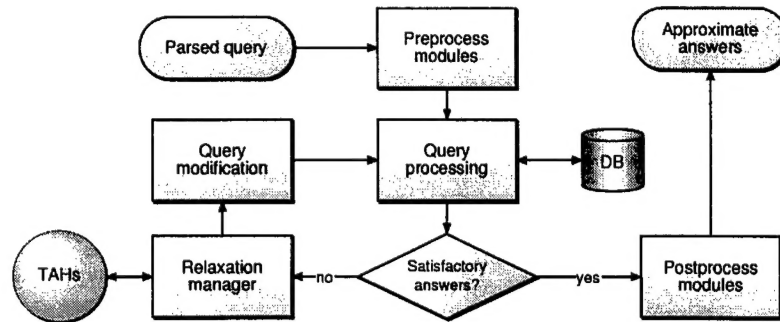 Parsed query
Preprocess
modules
Approximate
answers
Query
modification
Query
processing
DB
TAHs
Relaxation
manager
no
Satisfactory
answers?
yes
Postprocess
modules